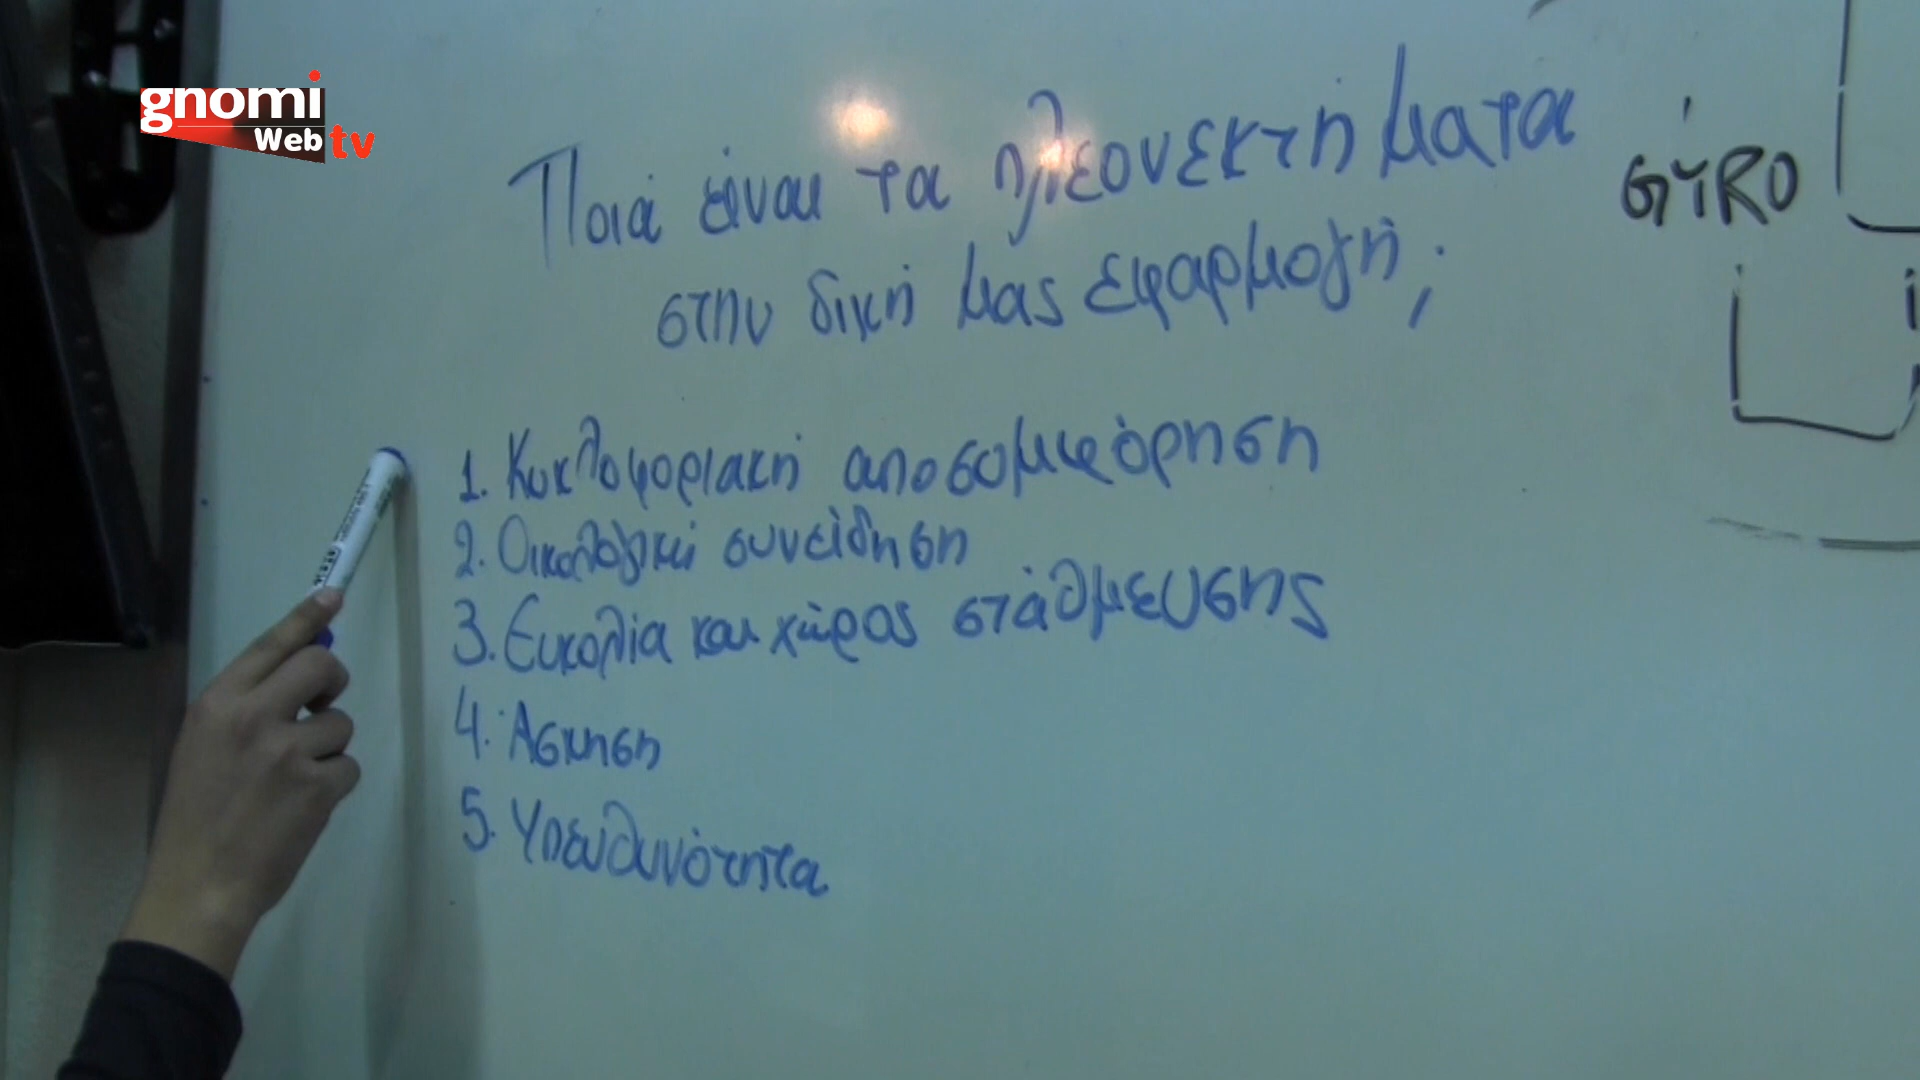 gnomi
Web tv
Ποιά είναι τα πλεονεκτήματα
στην δική μας εφαρμογή;
GYRO
1. Κυκλοφοριακή αποσυμφόρηση
2. Οικολογική συνείδηση
3. Ευκολία και χώρος στάθμευσης
4. Άσκηση
5. Υπευθυνότητα